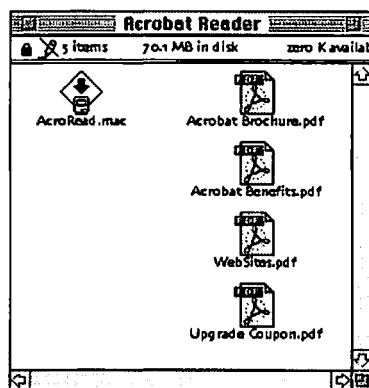 Acrobat Reader
5 items 70.1 MB in disk zero K availab
AcroRead.mac
Acrobat Brochure.pdf
Acrobat Benefits.pdf
WebSites.pdf
Upgrade Coupon.pdf